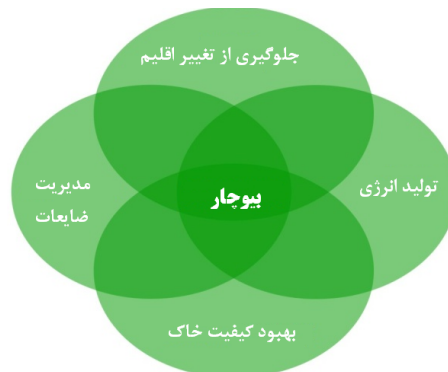 جلوگیری از تغییر اقلیم
مدیریت
ضایعات
بیوچار
تولید انرژی
بهبود کیفیت خاک